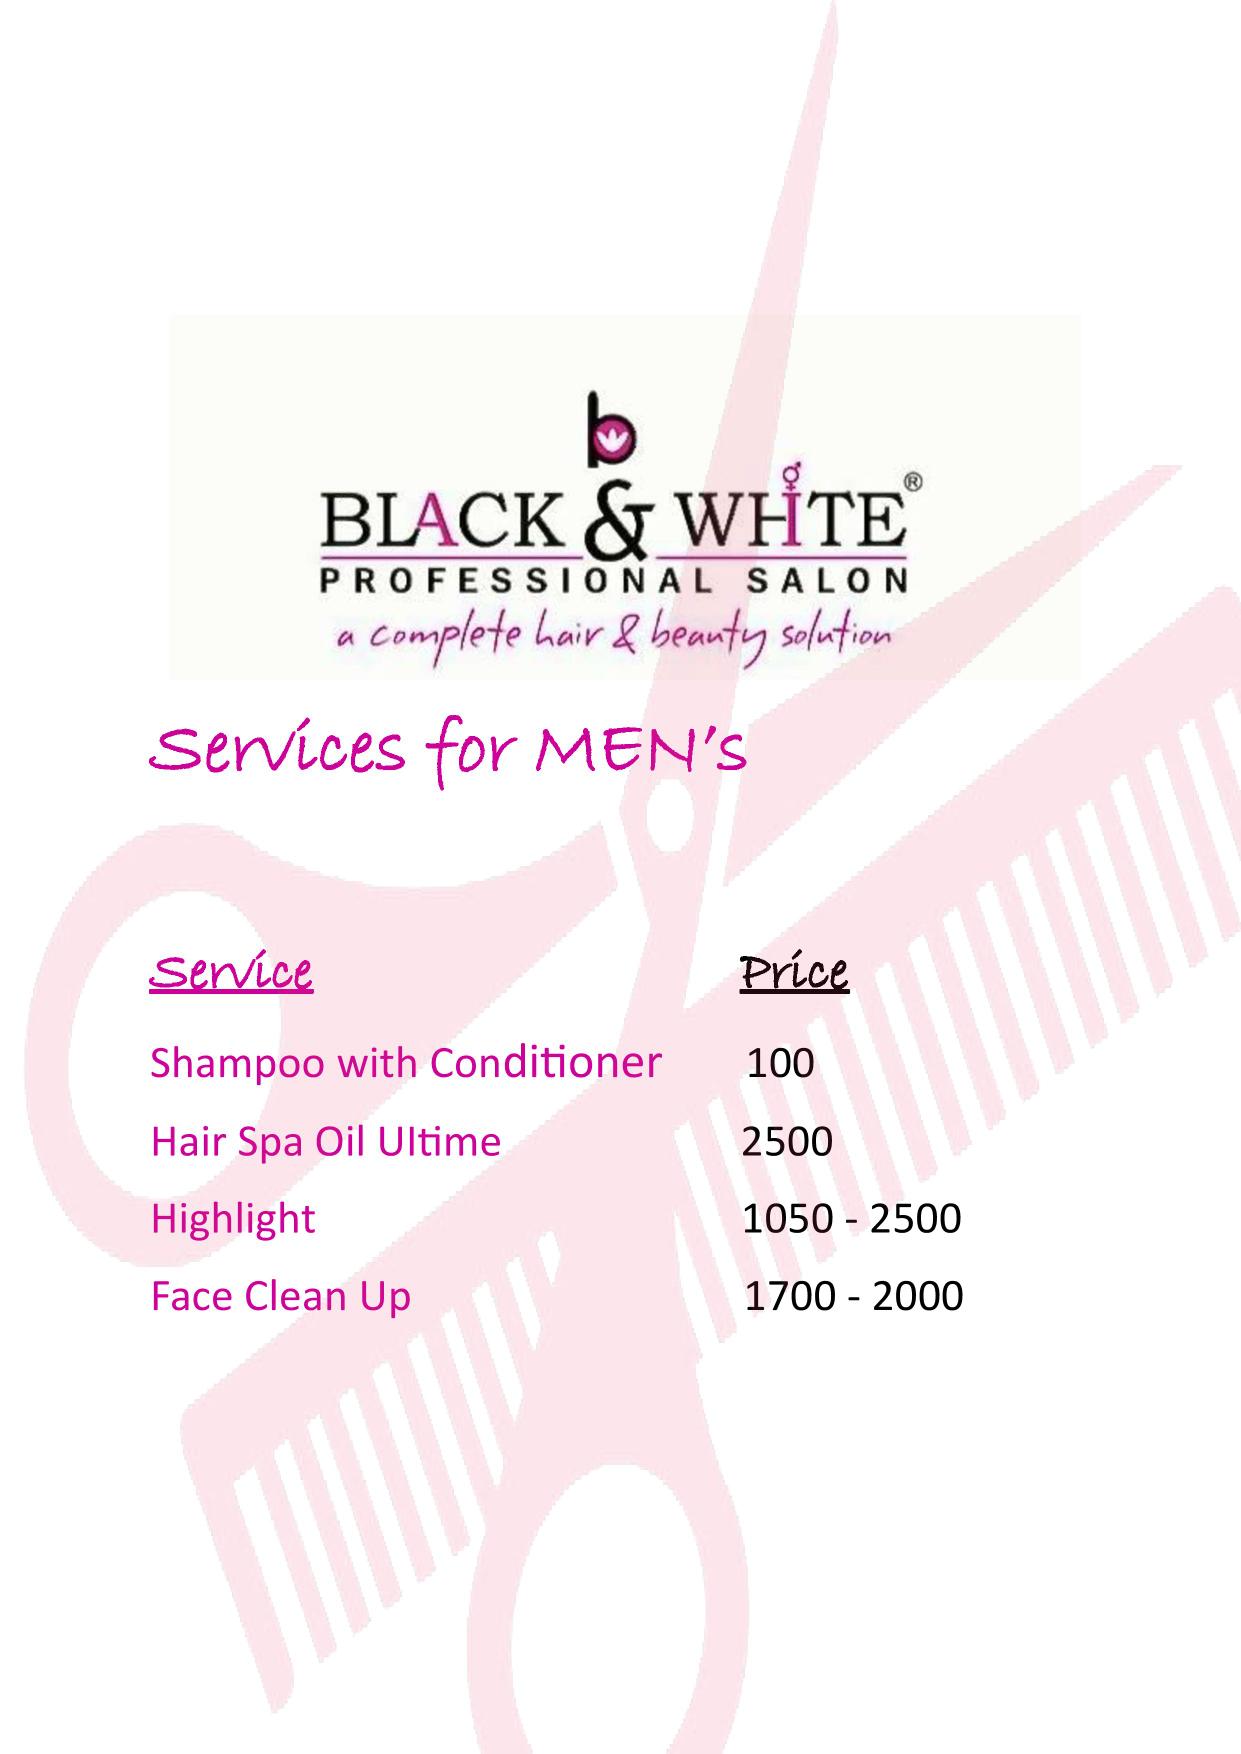 b
BLACK & WHITE®
PROFESSIONAL SALON
a complete hair & beauty solution
Services for MEN’s
Service Price
Shampoo with Conditioner 100
Hair Spa Oil UItime 2500
Highlight 1050 - 2500
Face Clean Up 1700 - 2000